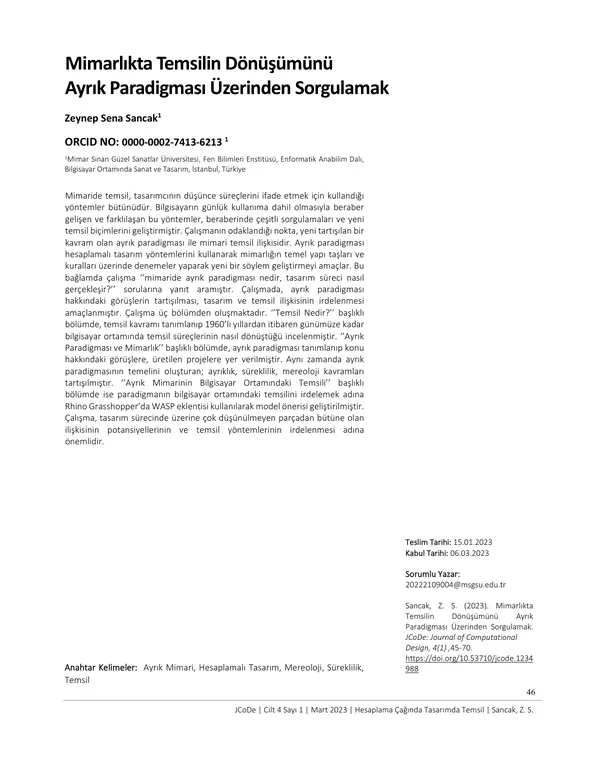 Mimarlıkta Temsilin Dönüşümünü
Ayrık Paradigması Üzerinden Sorgulamak
Zeynep Sena Sancak¹
ORCID NO: 0000-0002-7413-6213 ¹
¹Mimar Sinan Güzel Sanatlar Üniversitesi, Fen Bilimleri Enstitüsü, Enformatik Anabilim Dalı,
Bilgisayar Ortamında Sanat ve Tasarım, İstanbul, Türkiye
Mimaride temsil, tasarımcının düşünce süreçlerini ifade etmek için kullandığı
yöntemler bütünüdür. Bilgisayarın günlük kullanıma dahil olmasıyla beraber
gelişen ve farklılaşan bu yöntemler, beraberinde çeşitli sorgulamaları ve yeni
temsil biçimlerini geliştirmiştir. Çalışmanın odaklandığı nokta, yeni tartışılan bir
kavram olan ayrık paradigması ile mimari temsil ilişkisidir. Ayrık paradigması
hesaplamalı tasarım yöntemlerini kullanarak mimarlığın temel yapı taşları ve
kuralları üzerinde denemeler yaparak yeni bir söylem geliştirmeyi amaçlar. Bu
bağlamda çalışma ‘’mimaride ayrık paradigması nedir, tasarım süreci nasıl
gerçekleşir?’’ sorularına yanıt aramıştır. Çalışmada, ayrık paradigması
hakkındaki görüşlerin tartışılması, tasarım ve temsil ilişkisinin irdelenmesi
amaçlanmıştır. Çalışma üç bölümden oluşmaktadır. ‘’Temsil Nedir?’’ başlıklı
bölümde, temsil kavramı tanımlanıp 1960’lı yıllardan itibaren günümüze kadar
bilgisayar ortamında temsil süreçlerinin nasıl dönüştüğü incelenmiştir. ‘’Ayrık
Paradigması ve Mimarlık’’ başlıklı bölümde, ayrık paradigması tanımlanıp konu
hakkındaki görüşlere, üretilen projelere yer verilmiştir. Aynı zamanda ayrık
paradigmasının temelini oluşturan; ayrıklık, süreklilik, mereoloji kavramları
tartışılmıştır. ‘’Ayrık Mimarinin Bilgisayar Ortamındaki Temsili’’ başlıklı
bölümde ise paradigmanın bilgisayar ortamındaki temsilini irdelemek adına
Rhino Grasshopper’da WASP eklentisi kullanılarak model önerisi geliştirilmiştir.
Çalışma, tasarım sürecinde üzerine çok düşünülmeyen parçadan bütüne olan
ilişkisinin potansiyellerinin ve temsil yöntemlerinin irdelenmesi adına
önemlidir.
Teslim Tarihi: 15.01.2023
Kabul Tarihi: 06.03.2023
Sorumlu Yazar:
20222109004@msgsu.edu.tr
Sancak, Z. S. (2023). Mimarlıkta
Temsilin Dönüşümünü Ayrık
Paradigması Üzerinden Sorgulamak.
JCoDe: Journal of Computational
Design, 4(1) ,45-70.
https://doi.org/10.53710/jcode.1234
988
Anahtar Kelimeler: Ayrık Mimari, Hesaplamalı Tasarım, Mereoloji, Süreklilik,
Temsil
46
JCoDe | Cilt 4 Sayı 1 | Mart 2023 | Hesaplama Çağında Tasarımda Temsil | Sancak, Z. S.